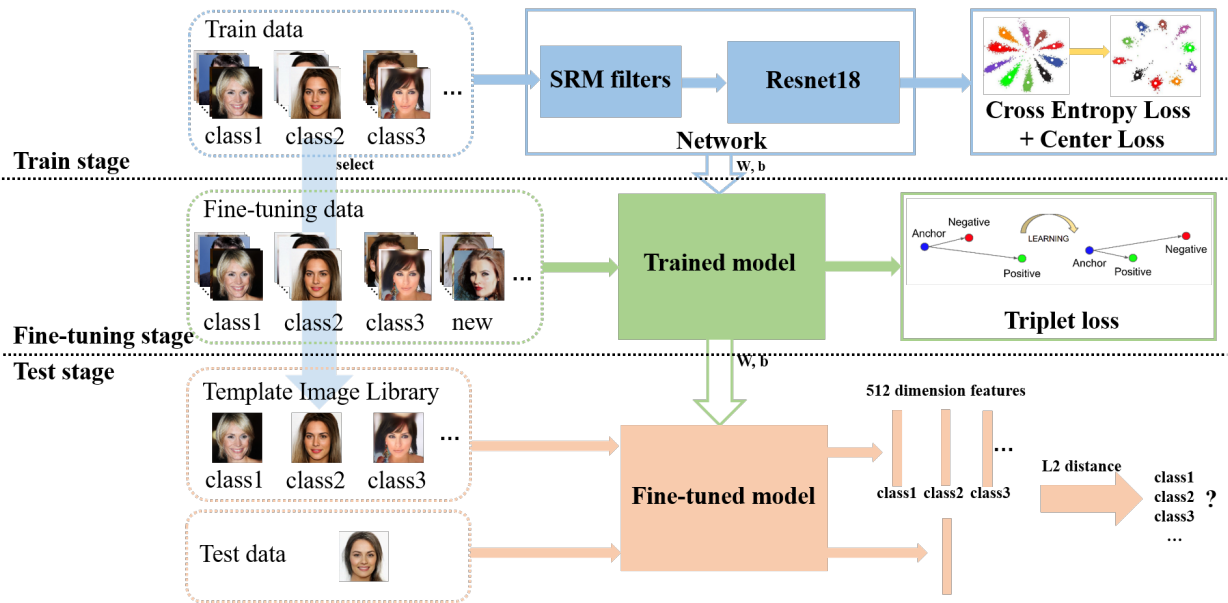 Train data
class1
class2
class3
...
SRM filters
Resnet18
Network
Cross Entropy Loss
+ Center Loss
Train stage
select
W, b
Fine-tuning data
class1
class2
class3
new
...
Trained model
Anchor
Negative
Positive
LEARNING
Anchor
Positive
Negative
Triplet loss
Fine-tuning stage
Test stage
W, b
Template Image Library
class1
class2
class3
...
Fine-tuned model
512 dimension features
...
class1
class2
class3
L2 distance
class1
class2
class3
...
?
Test data